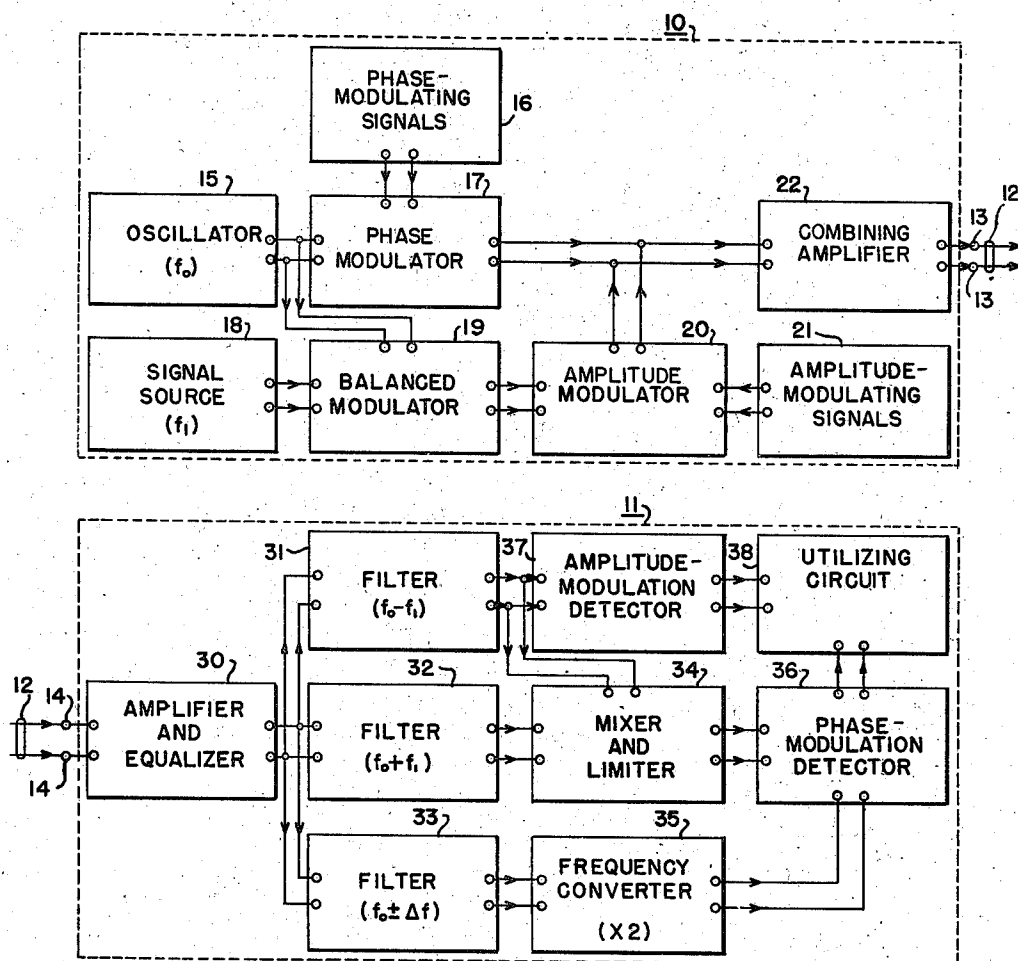 10
PHASE-
MODULATING
SIGNALS
16
15
OSCILLATOR
(f₀)
17
PHASE
MODULATOR
22
COMBINING
AMPLIFIER
13
12
13
18
SIGNAL
SOURCE
(f₁)
19
BALANCED
MODULATOR
20
AMPLITUDE
MODULATOR
21
AMPLITUDE-
MODULATING
SIGNALS
11
31
FILTER
(f₀-f₁)
37
AMPLITUDE-
MODULATION
DETECTOR
38
UTILIZING
CIRCUIT
12
14
14
30
AMPLIFIER
AND
EQUALIZER
32
FILTER
(f₀+f₁)
34
MIXER
AND
LIMITER
36
PHASE-
MODULATION
DETECTOR
33
FILTER
(f₀±Δf)
35
FREQUENCY
CONVERTER
(X2)